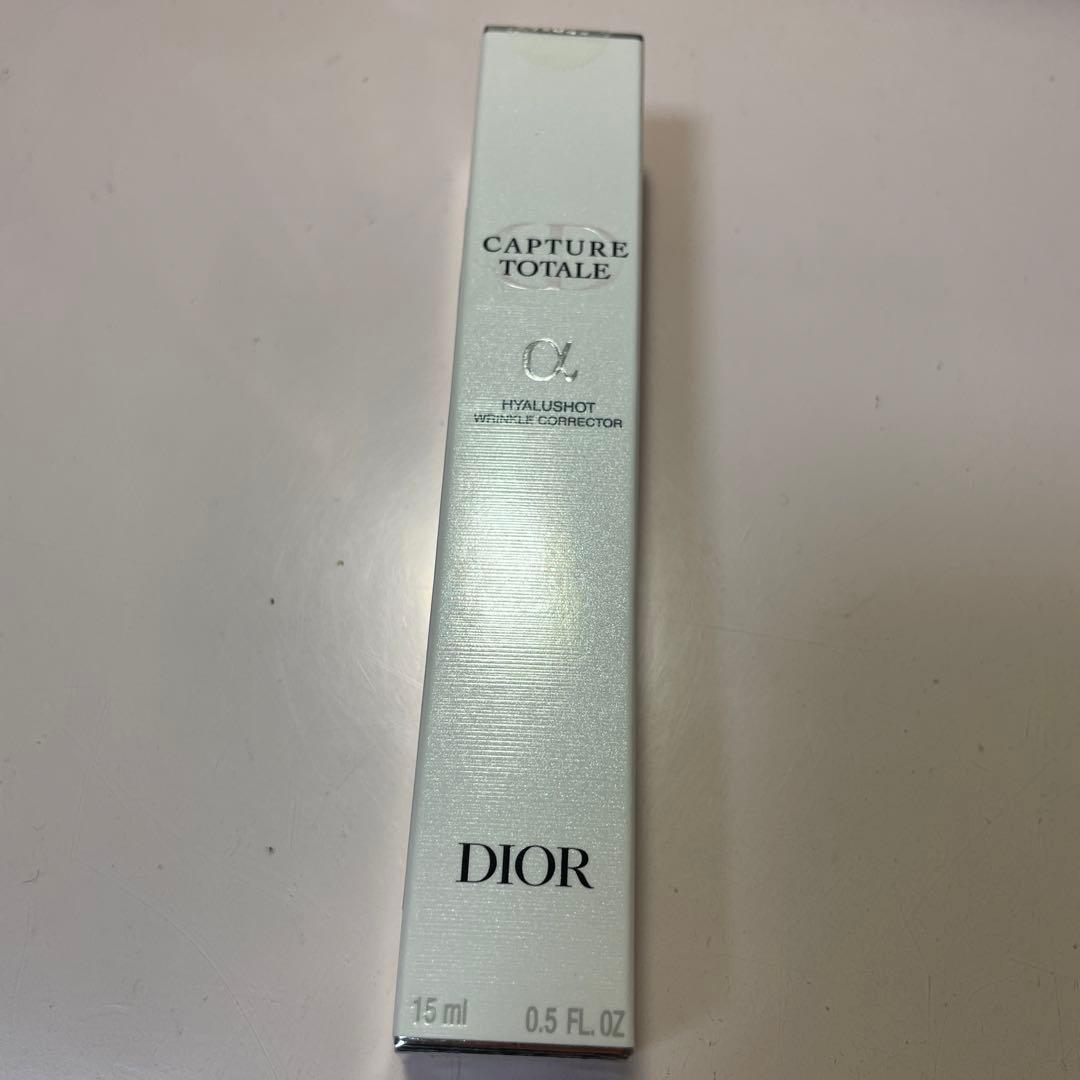 CAPTURE
TOTALE
α
HYALUSHOT
WRINKLE CORRECTOR
DIOR
15 ml 0.5 FL. OZ